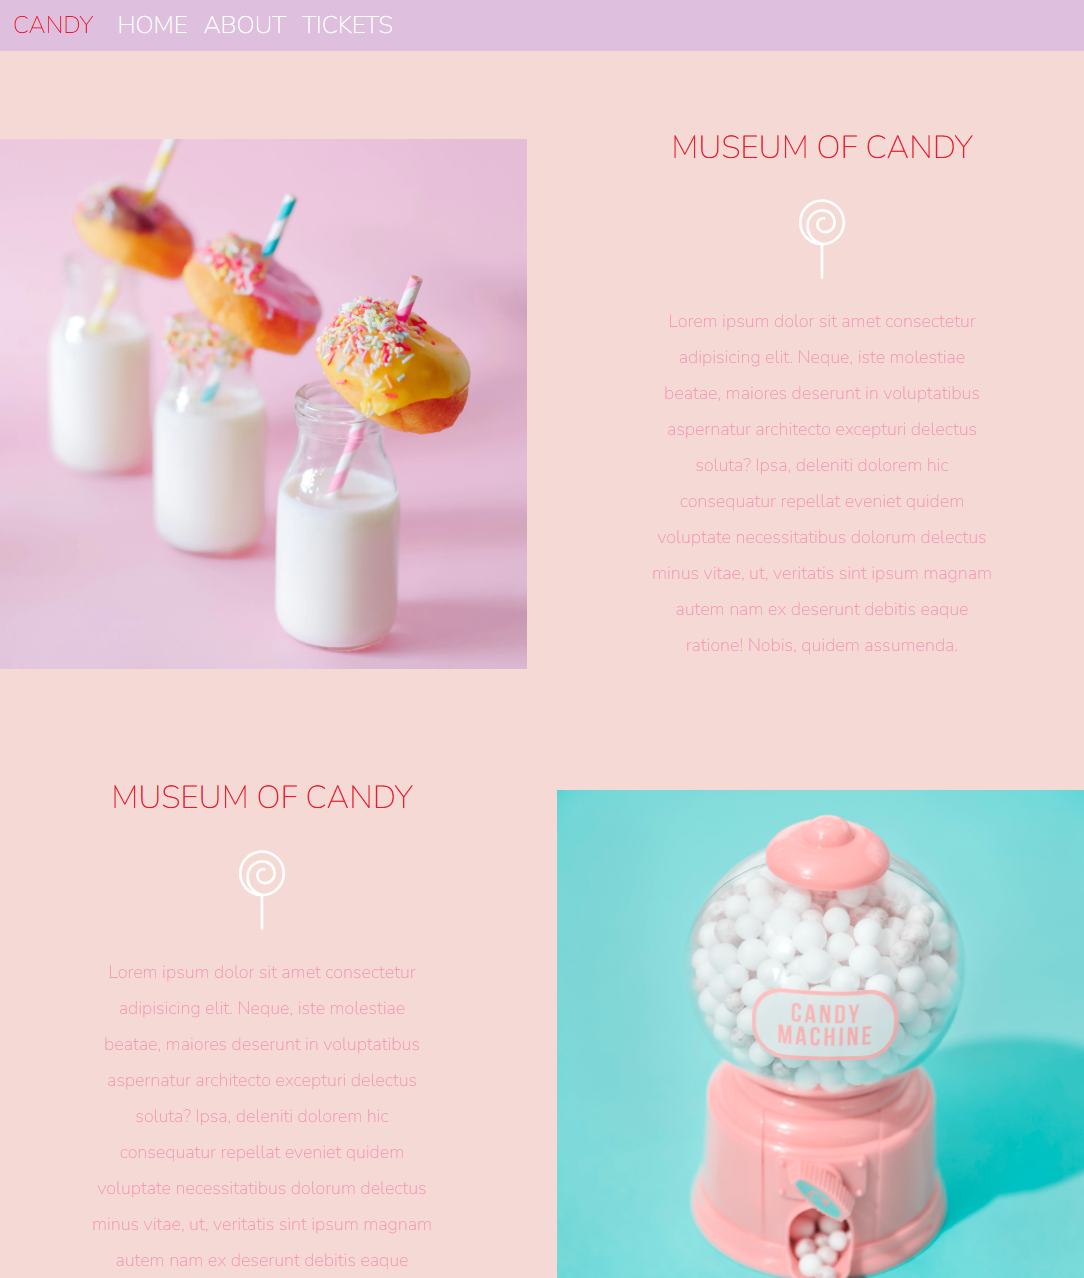 CANDY HOME ABOUT TICKETS
MUSEUM OF CANDY
Lorem ipsum dolor sit amet consectetur
adipisicing elit. Neque, iste molestiae
beatae, maiores deserunt in voluptatibus
aspernatur architecto excepturi delectus
soluta? Ipsa, deleniti dolorem hic
consequatur repellat eveniet quidem
voluptate necessitatibus dolorum delectus
minus vitae, ut, veritatis sint ipsum magnam
autem nam ex deserunt debitis eaque
ratione! Nobis, quidem assumenda.
MUSEUM OF CANDY
Lorem ipsum dolor sit amet consectetur
adipisicing elit. Neque, iste molestiae
beatae, maiores deserunt in voluptatibus
aspernatur architecto excepturi delectus
soluta? Ipsa, deleniti dolorem hic
consequatur repellat eveniet quidem
voluptate necessitatibus dolorum delectus
minus vitae, ut, veritatis sint ipsum magnam
autem nam ex deserunt debitis eaque
CANDY
MACHINE